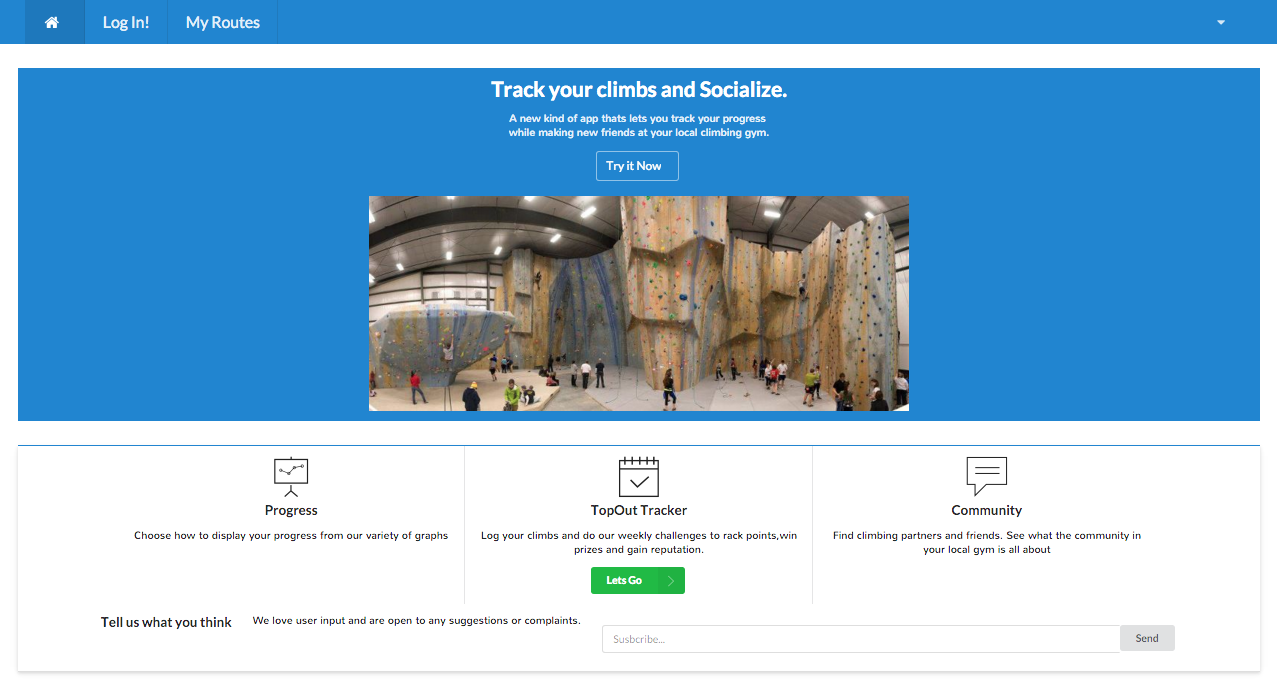 Log In!
My Routes
Track your climbs and Socialize.
A new kind of app thats lets you track your progress
while making new friends at your local climbing gym.
Try it Now
Progress
Choose how to display your progress from our variety of graphs
TopOut Tracker
Log your climbs and do our weekly challenges to rack points,win
prizes and gain reputation.
Lets Go
Community
Find climbing partners and friends. See what the community in
your local gym is all about
Tell us what you think
We love user input and are open to any suggestions or complaints.
Susbcribe...
Send